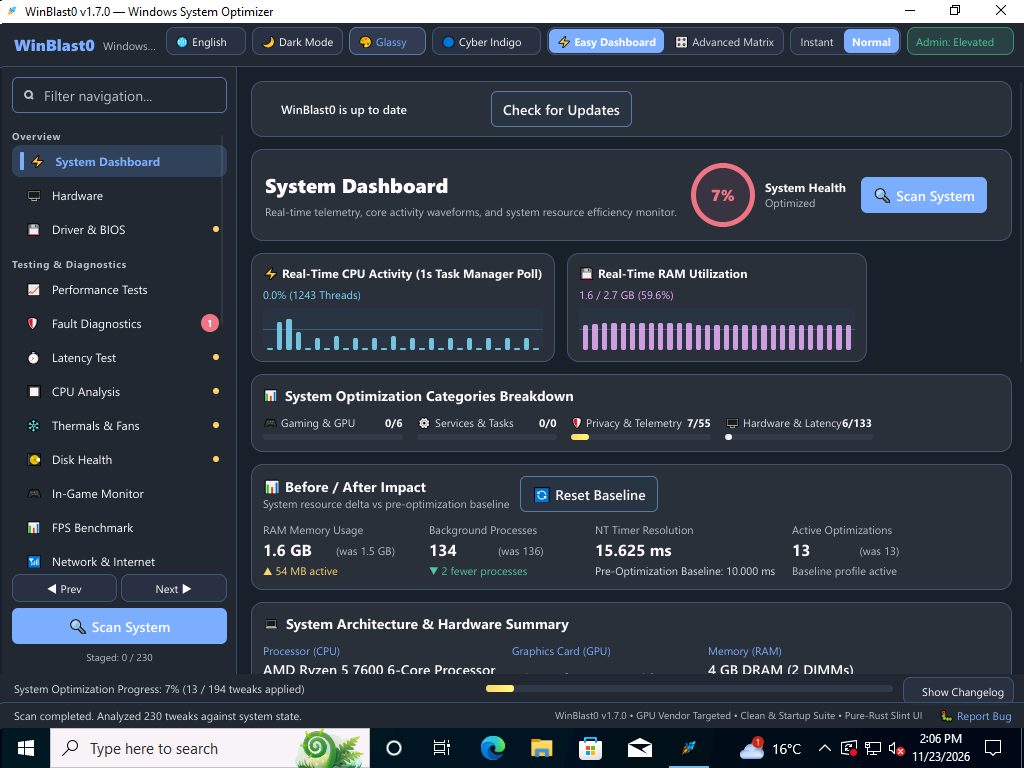 WinBlast0 v1.7.0 — Windows System Optimizer
WinBlast0 Windows... English Dark Mode Glassy Cyber Indigo Easy Dashboard Advanced Matrix Instant Normal Admin: Elevated
Filter navigation...
Overview
System Dashboard
Hardware
Driver & BIOS
Testing & Diagnostics
Performance Tests
Fault Diagnostics 1
Latency Test
CPU Analysis
Thermals & Fans
Disk Health
In-Game Monitor
FPS Benchmark
Network & Internet
◀ Prev Next ▶
Scan System
Staged: 0 / 230
WinBlast0 is up to date Check for Updates
System Dashboard
Real-time telemetry, core activity waveforms, and system resource efficiency monitor.
7%
System Health
Optimized
Scan System
Real-Time CPU Activity (1s Task Manager Poll)
0.0% (1243 Threads)
Real-Time RAM Utilization
1.6 / 2.7 GB (59.6%)
System Optimization Categories Breakdown
Gaming & GPU 0/6 Services & Tasks 0/0 Privacy & Telemetry 7/55 Hardware & Latency 6/133
Before / After Impact
System resource delta vs pre-optimization baseline
Reset Baseline
RAM Memory Usage
1.6 GB (was 1.5 GB)
▲ 54 MB active
Background Processes
134 (was 136)
▼ 2 fewer processes
NT Timer Resolution
15.625 ms
Pre-Optimization Baseline: 10.000 ms
Active Optimizations
13 (was 13)
Baseline profile active
System Architecture & Hardware Summary
Processor (CPU) Graphics Card (GPU) Memory (RAM)
AMD Ryzen 5 7600 6-Core Processor 4 GB DRAM (2 DIMMs)
System Optimization Progress: 7% (13 / 194 tweaks applied) Show Changelog
Scan completed. Analyzed 230 tweaks against system state. WinBlast0 v1.7.0 • GPU Vendor Targeted • Clean & Startup Suite • Pure-Rust Slint UI Report Bug
Type here to search
1
16°C
2:06 PM
11/23/2026